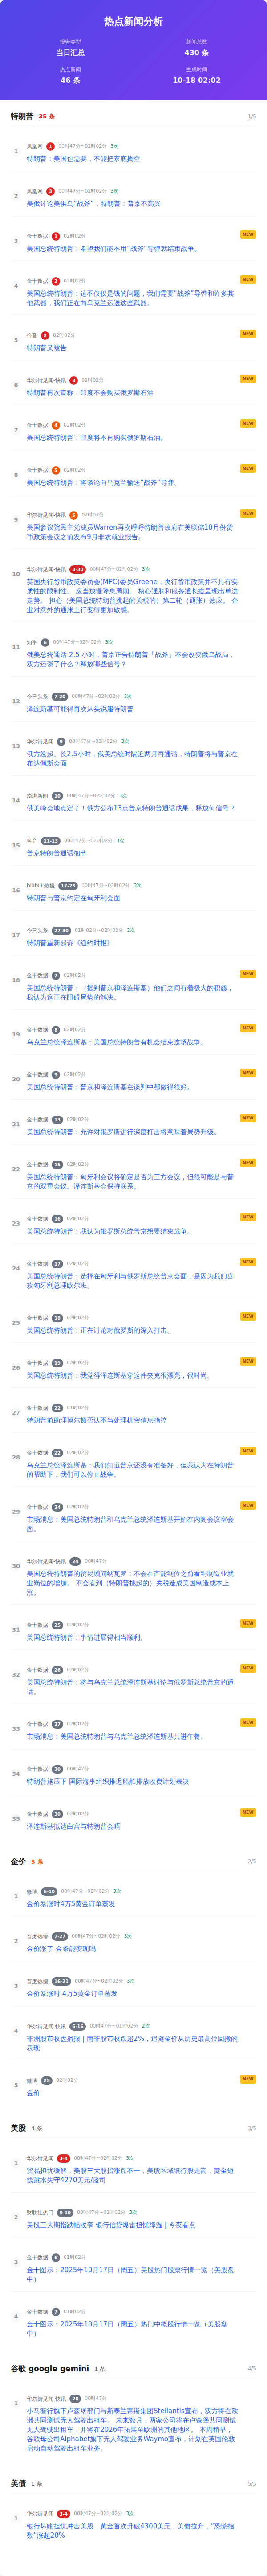 热点新闻分析
报告类型
当日汇总
新闻总数
430 条
热点新闻
46 条
生成时间
10-18 02:02
特朗普 35 条 1/5
1 凤凰网 1 00时47分~02时02分 3次
特朗普：美国也需要，不能把家底掏空
2 凤凰网 3 00时47分~02时02分 3次
美俄讨论美供乌“战斧”，特朗普：普京不高兴
3 金十数据 1 02时02分 NEW
美国总统特朗普：希望我们能不用“战斧”导弹就结束战争。
4 金十数据 2 02时02分 NEW
美国总统特朗普：这不仅仅是钱的问题，我们需要“战斧”导弹和许多其
他武器，我们正在向乌克兰运送这些武器。
5 抖音 2 02时02分 NEW
特朗普又被告
6 华尔街见闻-快讯 3 02时02分 NEW
特朗普再次宣称：印度不会购买俄罗斯石油
7 金十数据 4 02时02分 NEW
美国总统特朗普：印度将不再购买俄罗斯石油。
8 金十数据 5 02时02分 NEW
美国总统特朗普：将谈论向乌克兰输送“战斧”导弹。
9 华尔街见闻-快讯 5 02时02分 NEW
美国参议院民主党成员Warren再次呼呼特朗普政府在美联储10月份货
币政策会议之前发布9月非农就业报告。
10 华尔街见闻-快讯 3-30 00时47分~02时02分 3次
英国央行货币政策委员会(MPC)委员Greene：央行货币政策并不具有实
质性的限制性。 应当放慢降息周期。 核心通胀和服务通长但呈现出单边
走势。 担心（美国总统特朗普挑起的关税的）第二轮（通胀）效应。 企
业对意外的通胀上行变得更加敏感。
11 知乎 6 00时47分~02时02分 3次
俄美总统通话 2.5 小时，普京正告特朗普「战斧」不会改变俄乌战局，
双方还谈了什么？释放哪些信号？
12 今日头条 7-20 00时47分~02时02分 3次
泽连斯基可能得再次从头说服特朗普
13 华尔街见闻 9 00时47分~02时02分 3次
俄方发起、长2.5小时，俄美总统时隔近两月再通话，特朗普将与普京在
布达佩斯会面
14 澎湃新闻 10 00时47分~02时02分 3次
俄美峰会地点定了！俄方公布13点普京特朗普通话成果，释放何信号？
15 抖音 11-13 00时47分~02时02分 3次
普京特朗普通话细节
16 bilibili 热搜 17-23 00时47分~02时02分 3次
特朗普与普京约定在匈牙利会面
17 今日头条 27-30 01时02分~02时02分 2次
特朗普重新起诉《纽约时报》
18 金十数据 7 02时02分 NEW
美国总统特朗普：（提到普京和泽连斯基）他们之间有着极大的积怨，
我认为这正在阻碍局势的解决。
19 金十数据 8 02时02分 NEW
乌克兰总统泽连斯基：美国总统特朗普有机会结束这场战争。
20 金十数据 9 02时02分 NEW
美国总统特朗普：普京和泽连斯基在谈判中都做得很好。
21 金十数据 13 02时02分 NEW
美国总统特朗普：允许对俄罗斯进行深度打击将意味着局势升级。
22 金十数据 15 02时02分 NEW
美国总统特朗普：匈牙利会议将确定是否为三方会议，但很可能是与普
京的双重会议。泽连斯基会保持联系。
23 金十数据 16 02时02分 NEW
美国总统特朗普：我认为俄罗斯总统普京想要结束战争。
24 金十数据 17 02时02分 NEW
美国总统特朗普：选择在匈牙利与俄罗斯总统普京会面，是因为我们喜
欢匈牙利总理欧尔班。
25 金十数据 18 02时02分 NEW
美国总统特朗普：正在讨论对俄罗斯的深入打击。
26 金十数据 19 02时02分 NEW
美国总统特朗普：我觉得泽连斯基穿这件夹克很漂亮，很时尚。
27 金十数据 22 01时02分
特朗普前助理博尔顿否认不当处理机密信息指控
28 金十数据 22 02时02分 NEW
乌克兰总统泽连斯基：我们知道普京还没有准备好，但我认为在特朗普
的帮助下，我们可以停止战争。
29 金十数据 24 02时02分 NEW
市场消息：美国总统特朗普和乌克兰总统泽连斯基开始在内阁会议室会
面。
30 华尔街见闻-快讯 24 00时47分
美国总统特朗普的贸易顾问纳瓦罗：不会在产能到位之前看到制造业就
业岗位的增加。 不会看到（特朗普挑起的）关税造成美国制造成本上
涨。
31 金十数据 25 02时02分 NEW
美国总统特朗普：事情进展得相当顺利。
32 金十数据 26 02时02分 NEW
美国总统特朗普：将与乌克兰总统泽连斯基讨论与俄罗斯总统普京的通
话。
33 金十数据 27 02时02分 NEW
市场消息：美国总统特朗普与乌克兰总统泽连斯基共进午餐。
34 金十数据 30 00时47分
特朗普施压下 国际海事组织推迟船舶排放收费计划表决
35 金十数据 30 02时02分 NEW
泽连斯基抵达白宫与特朗普会晤
金价 5 条 2/5
1 微博 6-10 00时47分~02时02分 3次
金价暴涨时4万5黄金订单蒸发
2 百度热搜 7-27 00时47分~02时02分 3次
金价涨了 金条能变现吗
3 百度热搜 16-21 00时47分~02时02分 3次
金价暴涨时 4万5黄金订单蒸发
4 华尔街见闻-快讯 6-16 00时47分~01时02分 2次
非洲股市收盘播报｜南非股市收跌超2%，追随金价从历史最高位回撤的
表现
5 微博 25 02时02分 NEW
金价
美股 4 条 3/5
1 华尔街见闻 3-4 00时47分~02时02分 3次
贸易担忧缓解，美股三大股指涨跌不一，美股区域银行股走高，黄金短
线跳水失守4270美元/盎司
2 财联社热门 9-10 00时47分~02时02分 3次
美股三大期指跌幅收窄 银行信贷爆雷担忧降温 | 今夜看点
3 金十数据 6 01时02分
金十图示：2025年10月17日（周五）美股热门股票行情一览（美股盘
中）
4 金十数据 7 01时02分
金十图示：2025年10月17日（周五）热门中概股行情一览（美股盘
中）
谷歌 google gemini 1 条 4/5
1 华尔街见闻-快讯 28 00时47分
小马智行旗下卢森堡部门与斯泰兰蒂斯集团Stellantis宣布，双方将在欧
洲共同测试无人驾驶出租车。 未来数月，两家公司将在卢森堡共同测试
无人驾驶出租车，并将在2026年拓展至欧洲的其他地区。 本周稍早，
谷歌母公司Alphabet旗下无人驾驶业务Waymo宣布，计划在英国伦敦
启动自动驾驶出租车业务。
美债 1 条 5/5
1 华尔街见闻 3-4 00时47分~02时02分 3次
银行坏账担忧冲击美股，黄金首次升破4300美元，美债拉升，“恐慌指
数”涨超20%